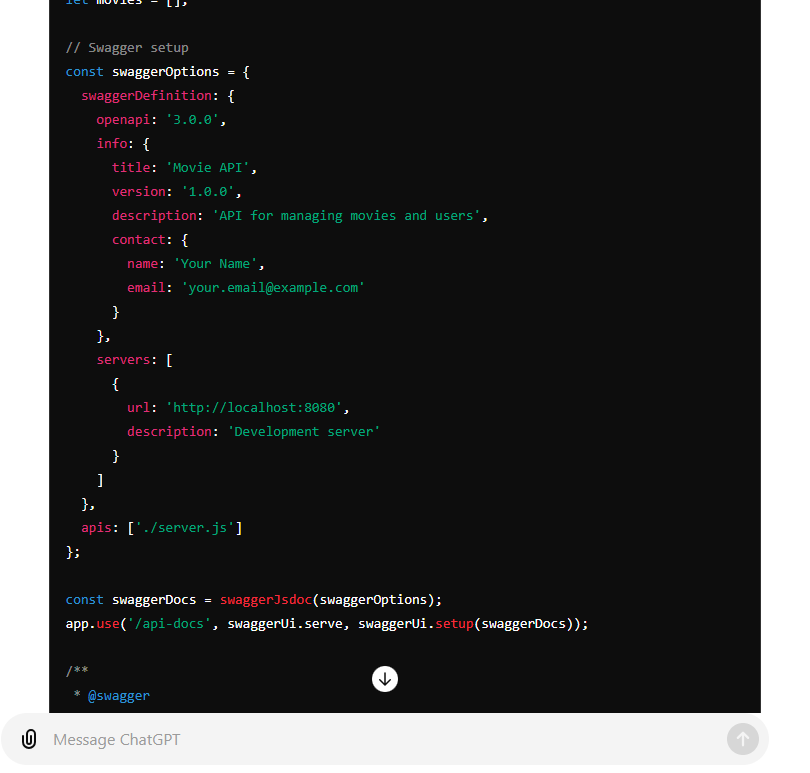 let movies = [];
// Swagger setup
const swaggerOptions = {
  swaggerDefinition: {
    openapi: '3.0.0',
    info: {
      title: 'Movie API',
      version: '1.0.0',
      description: 'API for managing movies and users',
      contact: {
        name: 'Your Name',
        email: 'your.email@example.com'
      }
    },
    servers: [
      {
        url: 'http://localhost:8080',
        description: 'Development server'
      }
    ]
  },
  apis: ['./server.js']
};
const swaggerDocs = swaggerJsdoc(swaggerOptions);
app.use('/api-docs', swaggerUi.serve, swaggerUi.setup(swaggerDocs));
/**
 * @swagger
Message ChatGPT